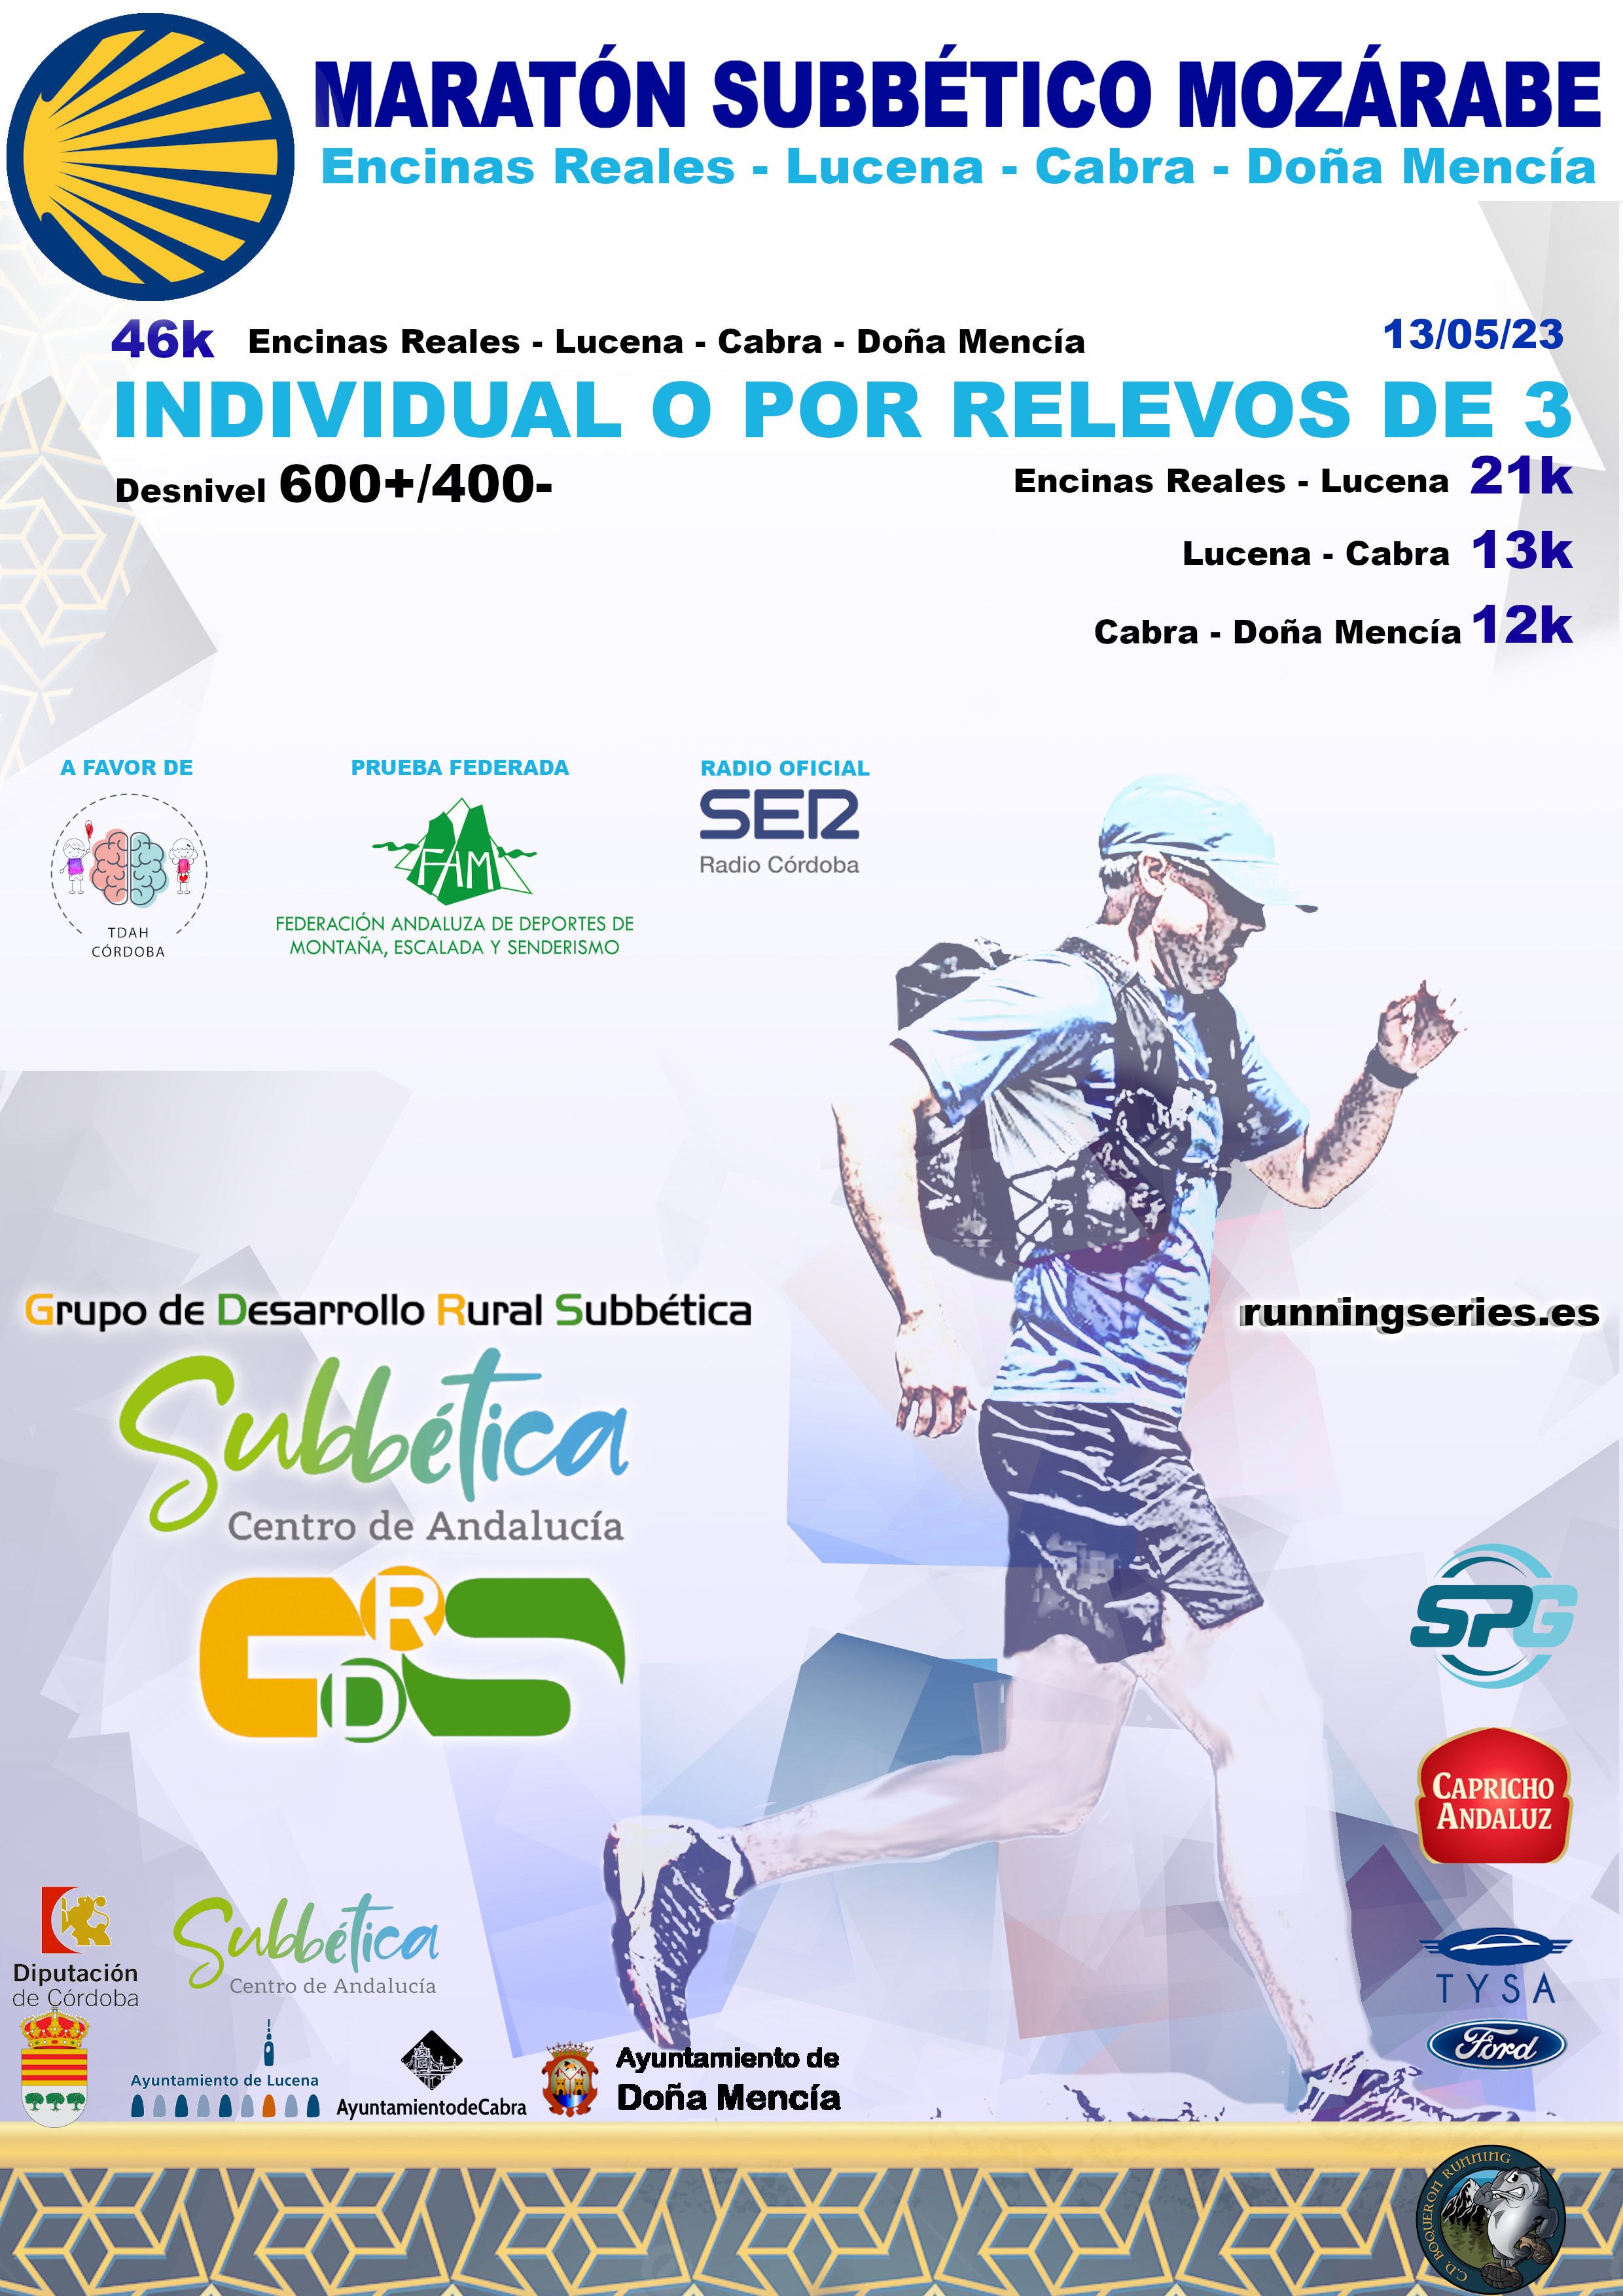 MARATÓN SUBBÉTICO MOZÁRABE
Encinas Reales - Lucena - Cabra - Doña Mencía
46k Encinas Reales - Lucena - Cabra - Doña Mencía 13/05/23
INDIVIDUAL O POR RELEVOS DE 3
Desnivel 600+/400-
Encinas Reales - Lucena 21k
Lucena - Cabra 13k
Cabra - Doña Mencía 12k
A FAVOR DE
TDAH
CÓRDOBA
PRUEBA FEDERADA
FAM
FEDERACIÓN ANDALUZA DE DEPORTES DE
MONTAÑA, ESCALADA Y SENDERISMO
RADIO OFICIAL
SER
Radio Córdoba
Grupo de Desarrollo Rural Subbética
runningseries.es
Subbética
Centro de Andalucía
GRDS
SPG
CAPRICHO
ANDALUZ
Diputación
de Córdoba
Subbética
Centro de Andalucía
TYSA
Ford
Ayuntamiento de Lucena
AyuntamientodeCabra
Ayuntamiento de
Doña Mencía
C.D. BOQUERON RUNNING